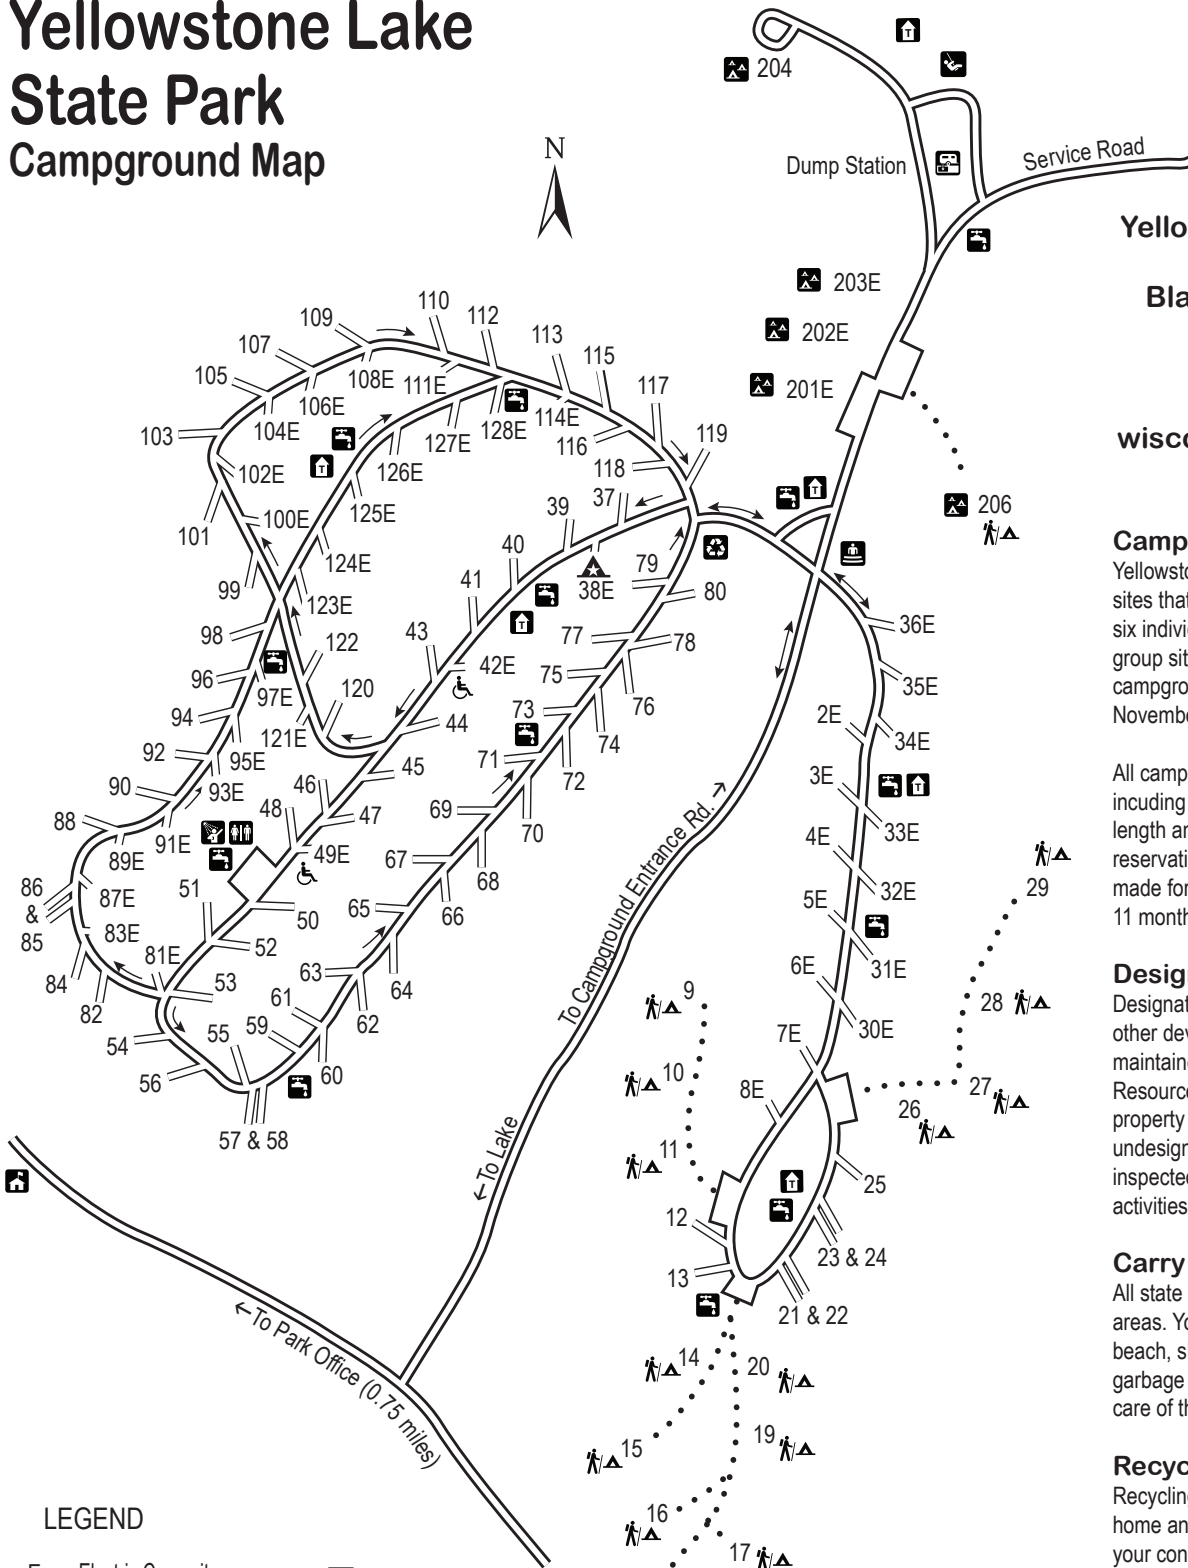 Yellowstone Lake
State Park
Campground Map
N
204
Dump Station
Service Road
203E
202E
201E
206
109
110
112
113
115
107
105
108E
111E
117
106E
114E
103
104E
128E
116
119
127E
118
102E
126E
37
39
125E
100E
101
40
124E
79
38E
99
41
80
123E
36E
98
43
77
78
122
42E
75
35E
96
97E
120
76
73
2E
94
44
34E
121E
74
92
95E
71
45
72
3E
90
93E
46
48
47
69
33E
88
91E
70
4E
89E
49E
67
86
&
85
87E
51
68
32E
29
83E
50
65
66
5E
81E
52
31E
84
53
63
64
6E
82
61
9
28
54
55
59
62
30E
56
60
7E
10
57 & 58
8E
27
26
11
25
12
23 & 24
13
21 & 22
14
20
15
19
16
17
To Campground Entrance Rd. →
←To Lake
←To Park Office (0.75 miles)
LEGEND
Yello
Bla
wisco
Camp
Yellowsto
sites that
six individ
group sit
campgro
Novembe
All camp
incuding
length ar
reservati
made for
11 month
Desig
Designat
other dev
maintain
Resource
property
undesign
inspected
activities
Carry
All state
areas. Yo
beach, s
garbage
care of th
Recyc
Recycling
home an
your con